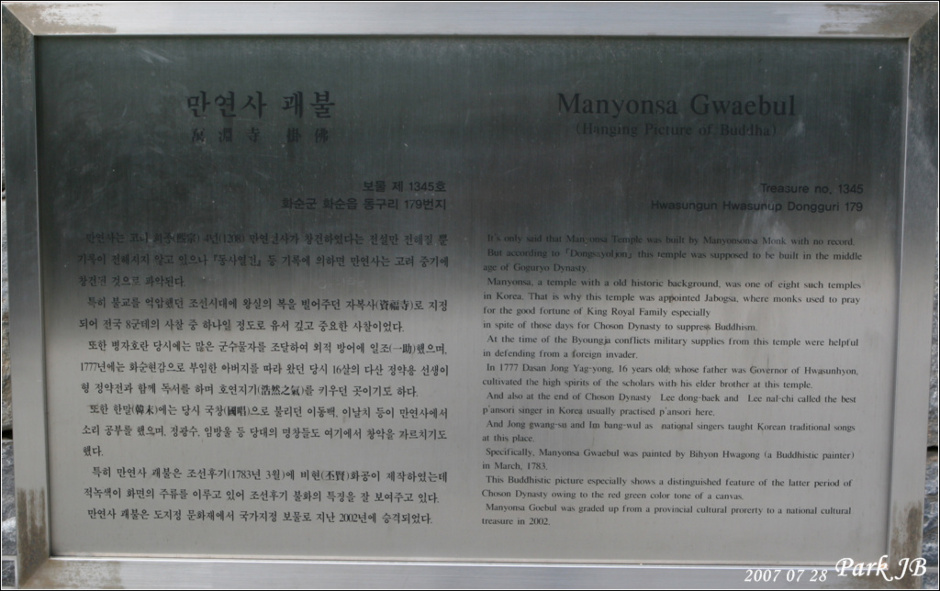 만연사 괘불
寺 掛佛
보물 제 1345호
화순군 화순읍 동구리 179번지
만연사는 고려 희종(熙宗) 4년(1208) 만연선사가 창건하였다는 전설만 전해질 뿐
기록이 전해지지 않고 있으나 『동사열전』 등 기록에 의하면 만연사는 고려 중기에
창건된 것으로 파악된다.
특히 불교를 억압했던 조선시대에 왕실의 복을 빌어주던 자복사(資福寺)로 지정
되어 전국 8군데의 사찰 중 하나일 정도로 유서 깊고 중요한 사찰이었다.
또한 병자호란 당시에는 많은 군수물자를 조달하여 외적 방어에 일조(一助)했으며,
1777년에는 화순현감으로 부임한 아버지를 따라 왔던 당시 16살의 다산 정약용 선생이
형 정약전과 함께 독서를 하며 호연지기(浩然之氣)를 키우던 곳이기도 하다.
또한 한말(韓末)에는 당시 국창(國唱)으로 불리던 이동백, 이날치 등이 만연사에서
소리 공부를 했으며, 정광수, 임방울 등 당대의 명창들도 여기에서 창악을 가르치기도
했다.
특히 만연사 괘불은 조선후기(1783년 3월)에 비현(丕賢)화공이 제작하였는데
적녹색이 화면의 주류를 이루고 있어 조선후기 불화의 특징을 잘 보여주고 있다.
만연사 괘불은 도지정 문화재에서 국가지정 보물로 지난 2002년에 승격되었다.
Manyonsa Gwaebul
(Hanging Picture of Buddha)
Treasure no. 1345
Hwasungun Hwasunup Dongguri 179
It's only said that Manyonsa Temple was built by Manyonsonsa Monk with no record.
But according to 「Dongsayoljon」 this temple was supposed to be built in the middle
age of Goguryo Dynasty.
Manyonsa, a temple with a old historic background, was one of eight such temples
in Korea. That is why this temple was appointed Jabogsa, where monks used to pray
for the good fortune of King Royal Family especially
in spite of those days for Choson Dynasty to suppress Buddhism.
At the time of the Byoungja conflicts military supplies from this temple were helpful
in defending from a foreign invader.
In 1777 Dasan Jong Yag-yong, 16 years old, whose father was Governor of Hwasunhyon,
cultivated the high spirits of the scholars with his elder brother at this temple.
And also at the end of Choson Dynasty Lee dong-baek and Lee nal-chi called the best
p'ansori singer in Korea usually practised p'ansori here.
And Jong gwang-su and Im bang-wul as national singers taught Korean traditional songs
at this place.
Specifically, Manyonsa Gwaebul was painted by Bihyon Hwagong (a Buddhistic painter)
in March, 1783.
This Buddhistic picture especially shows a distinguished feature of the latter period of
Choson Dynasty owing to the red green color tone of a canvas.
Manyonsa Goebul was graded up from a provincial cultural prorerty to a national cultural
treasure in 2002.
2007 07 28 Park JB